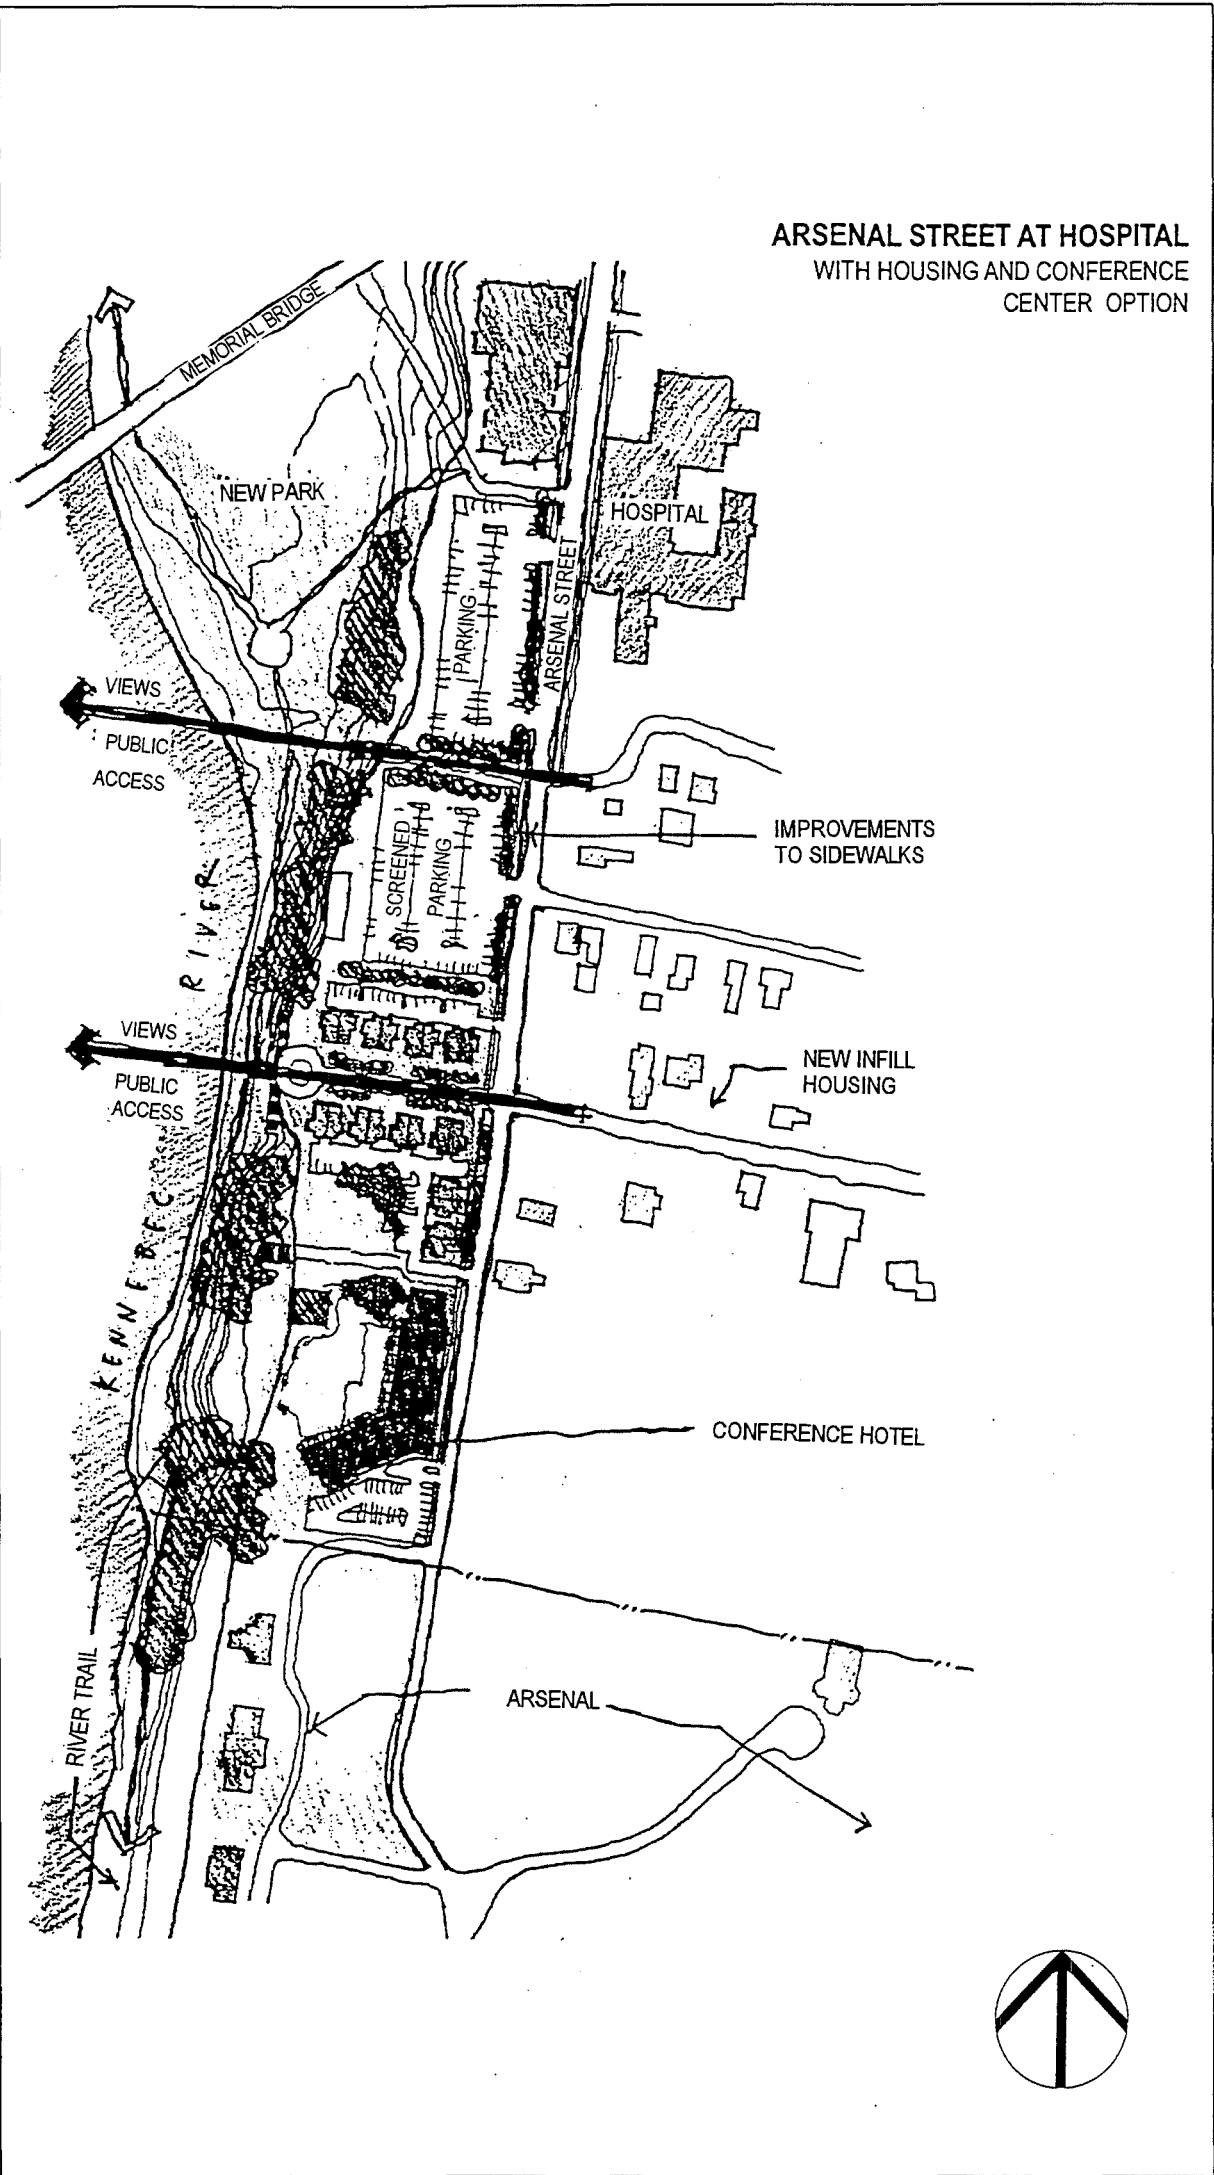 ARSENAL STREET AT HOSPITAL
WITH HOUSING AND CONFERENCE
CENTER OPTION
MEMORIAL BRIDGE
NEW PARK
HOSPITAL
PARKING
ARSENAL STREET
VIEWS
PUBLIC
ACCESS
IMPROVEMENTS
TO SIDEWALKS
SCREENED
PARKING
KENNEBEC RIVER
VIEWS
PUBLIC
ACCESS
NEW INFILL
HOUSING
CONFERENCE HOTEL
RIVER TRAIL
ARSENAL